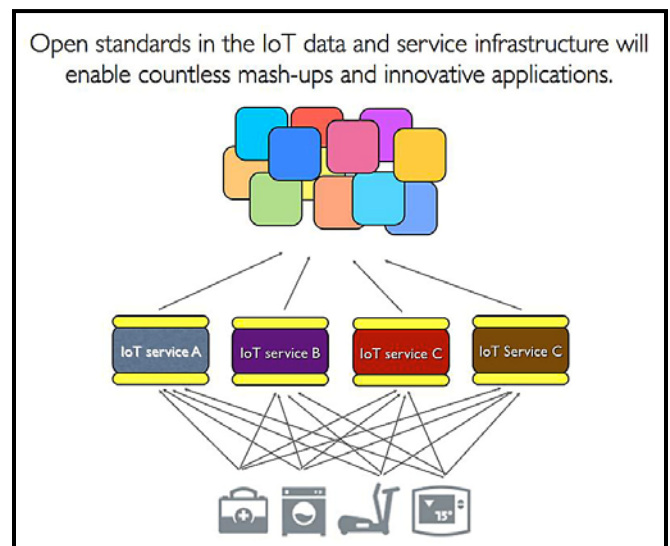 Open standards in the IoT data and service infrastructure will
enable countless mash-ups and innovative applications.
IoT service A
IoT service B
IoT service C
IoT Service C
75°